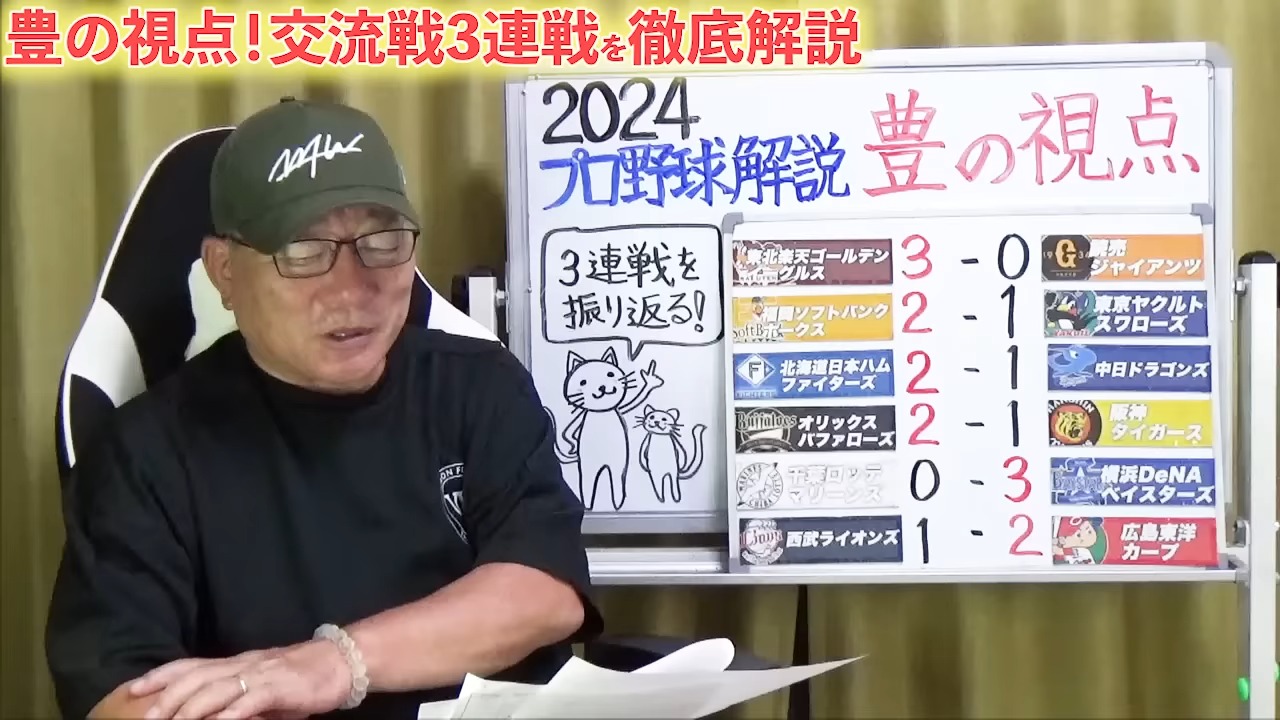 豊の視点！交流戦3連戦を徹底解説
2024
プロ野球解説 豊の視点
3連戦を
振り返る！
東北楽天ゴールデン
イーグルス
3 - 0
読売
ジャイアンツ
福岡ソフトバンク
ホークス
2 - 1
東京ヤクルト
スワローズ
北海道日本ハム
ファイターズ
2 - 1
中日ドラゴンズ
Buffaloes
オリックス
バファローズ
2 - 1
阪神
タイガース
千葉ロッテ
マリーンズ
0 - 3
横浜DeNA
ベイスターズ
西武ライオンズ
1 - 2
広島東洋
カープ